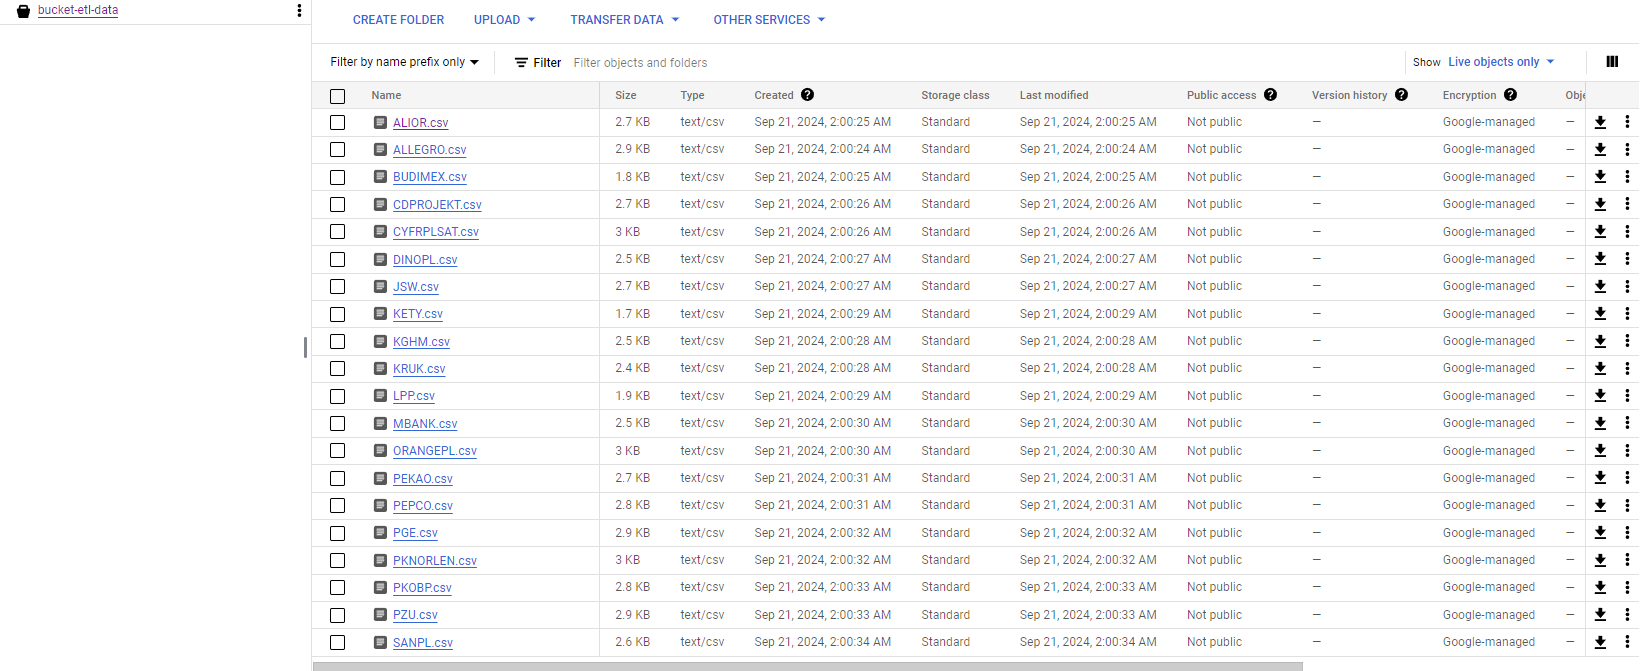 bucket-etl-data
CREATE FOLDER UPLOAD TRANSFER DATA OTHER SERVICES
Filter by name prefix only Filter Filter objects and folders Show Live objects only
Name Size Type Created Storage class Last modified Public access Version history Encryption Obje
ALIOR.csv 2.7 KB text/csv Sep 21, 2024, 2:00:25 AM Standard Sep 21, 2024, 2:00:25 AM Not public — Google-managed —
ALLEGRO.csv 2.9 KB text/csv Sep 21, 2024, 2:00:24 AM Standard Sep 21, 2024, 2:00:24 AM Not public — Google-managed —
BUDIMEX.csv 1.8 KB text/csv Sep 21, 2024, 2:00:25 AM Standard Sep 21, 2024, 2:00:25 AM Not public — Google-managed —
CDPROJEKT.csv 2.7 KB text/csv Sep 21, 2024, 2:00:26 AM Standard Sep 21, 2024, 2:00:26 AM Not public — Google-managed —
CYFRPLSAT.csv 3 KB text/csv Sep 21, 2024, 2:00:26 AM Standard Sep 21, 2024, 2:00:26 AM Not public — Google-managed —
DINOPL.csv 2.5 KB text/csv Sep 21, 2024, 2:00:27 AM Standard Sep 21, 2024, 2:00:27 AM Not public — Google-managed —
JSW.csv 2.7 KB text/csv Sep 21, 2024, 2:00:27 AM Standard Sep 21, 2024, 2:00:27 AM Not public — Google-managed —
KETY.csv 1.7 KB text/csv Sep 21, 2024, 2:00:29 AM Standard Sep 21, 2024, 2:00:29 AM Not public — Google-managed —
KGHM.csv 2.5 KB text/csv Sep 21, 2024, 2:00:28 AM Standard Sep 21, 2024, 2:00:28 AM Not public — Google-managed —
KRUK.csv 2.4 KB text/csv Sep 21, 2024, 2:00:28 AM Standard Sep 21, 2024, 2:00:28 AM Not public — Google-managed —
LPP.csv 1.9 KB text/csv Sep 21, 2024, 2:00:29 AM Standard Sep 21, 2024, 2:00:29 AM Not public — Google-managed —
MBANK.csv 2.5 KB text/csv Sep 21, 2024, 2:00:30 AM Standard Sep 21, 2024, 2:00:30 AM Not public — Google-managed —
ORANGEPL.csv 3 KB text/csv Sep 21, 2024, 2:00:30 AM Standard Sep 21, 2024, 2:00:30 AM Not public — Google-managed —
PEKAO.csv 2.7 KB text/csv Sep 21, 2024, 2:00:31 AM Standard Sep 21, 2024, 2:00:31 AM Not public — Google-managed —
PEPCO.csv 2.8 KB text/csv Sep 21, 2024, 2:00:31 AM Standard Sep 21, 2024, 2:00:31 AM Not public — Google-managed —
PGE.csv 2.9 KB text/csv Sep 21, 2024, 2:00:32 AM Standard Sep 21, 2024, 2:00:32 AM Not public — Google-managed —
PKNORLEN.csv 3 KB text/csv Sep 21, 2024, 2:00:32 AM Standard Sep 21, 2024, 2:00:32 AM Not public — Google-managed —
PKOBP.csv 2.8 KB text/csv Sep 21, 2024, 2:00:33 AM Standard Sep 21, 2024, 2:00:33 AM Not public — Google-managed —
PZU.csv 2.9 KB text/csv Sep 21, 2024, 2:00:33 AM Standard Sep 21, 2024, 2:00:33 AM Not public — Google-managed —
SANPL.csv 2.6 KB text/csv Sep 21, 2024, 2:00:34 AM Standard Sep 21, 2024, 2:00:34 AM Not public — Google-managed —